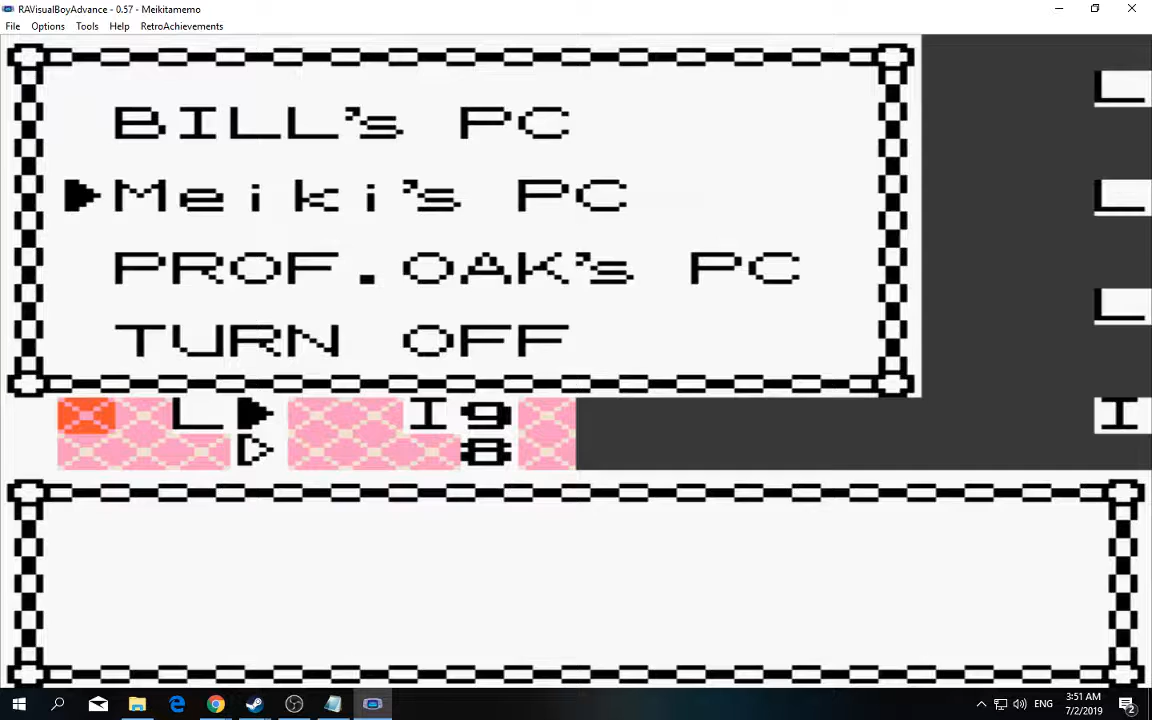 RAVisualBoyAdvance - 0.57 - Meikitamemo
File Options Tools Help RetroAchievements
BILL's PC
▶Meiki's PC
PROF.OAK's PC
TURN OFF
L
L
L
L▶ I9 I
▷ 8
ENG
3:51 AM
7/2/2019
2